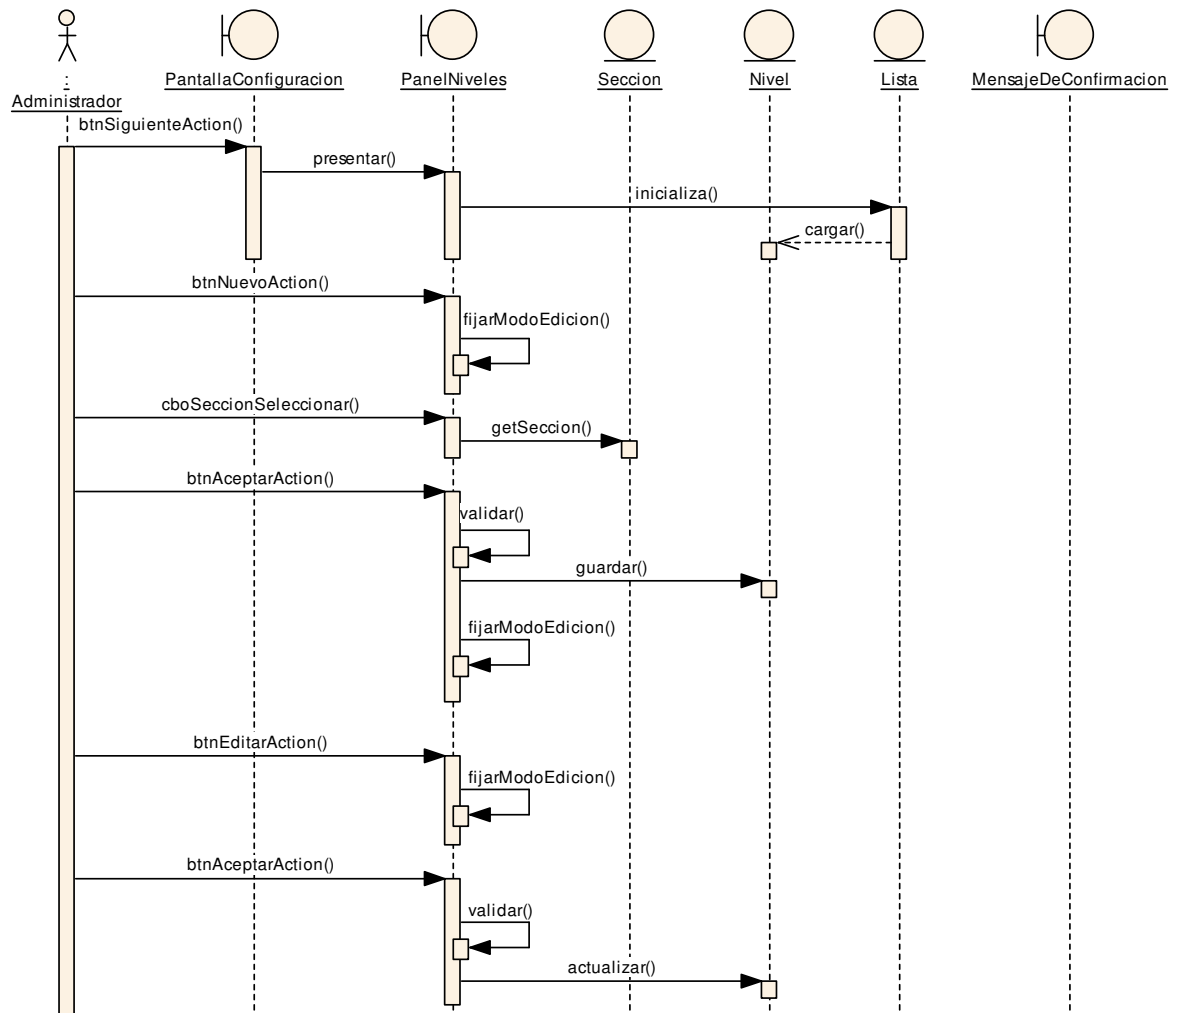 PantallaConfiguracion
PanelNiveles
Seccion
Nivel
Lista
MensajeDeConfirmacion
:
Administrador
btnSiguienteAction()
presentar()
inicializa()
cargar()
btnNuevoAction()
fijarModoEdicion()
cboSeccionSeleccionar()
getSeccion()
btnAceptarAction()
validar()
guardar()
fijarModoEdicion()
btnEditarAction()
fijarModoEdicion()
btnAceptarAction()
validar()
actualizar()